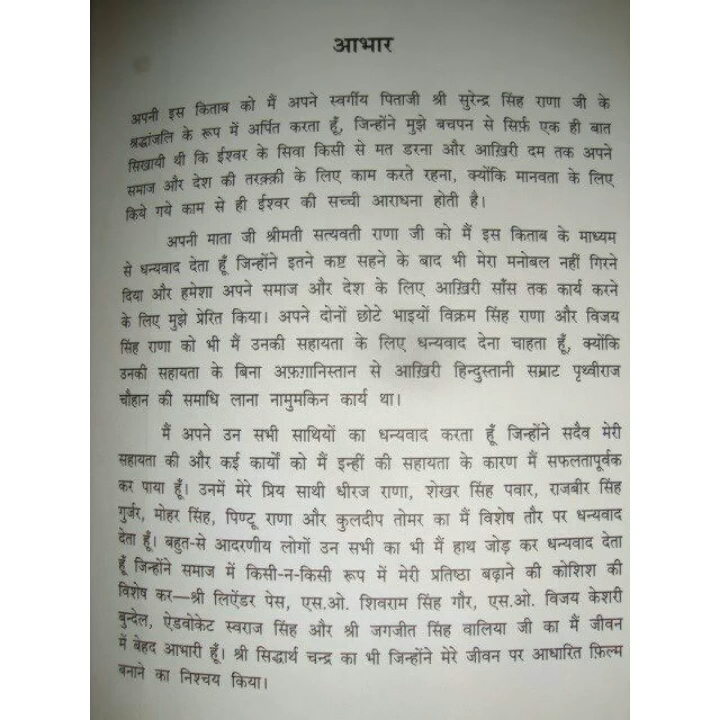 आभार
अपनी इस किताब को मैं अपने स्वर्गीय पिताजी श्री सुरेन्द्र सिंह राणा जी के
श्रद्धांजलि के रूप में अर्पित करता हूँ, जिन्होंने मुझे बचपन से सिर्फ़ एक ही बात
सिखायी थी कि ईश्वर के सिवा किसी से मत डरना और आख़िरी दम तक अपने
समाज और देश की तरक़्क़ी के लिए काम करते रहना, क्योंकि मानवता के लिए
किये गये काम से ही ईश्वर की सच्ची आराधना होती है।
अपनी माता जी श्रीमती सत्यवती राणा जी को मैं इस किताब के माध्यम
से धन्यवाद देता हूँ जिन्होंने इतने कष्ट सहने के बाद भी मेरा मनोबल नहीं गिरने
दिया और हमेशा अपने समाज और देश के लिए आख़िरी साँस तक कार्य करने
के लिए मुझे प्रेरित किया। अपने दोनों छोटे भाइयों विक्रम सिंह राणा और विजय
सिंह राणा को भी मैं उनकी सहायता के लिए धन्यवाद देना चाहता हूँ, क्योंकि
उनकी सहायता के बिना अफ़ग़ानिस्तान से आख़िरी हिन्दुस्तानी सम्राट पृथ्वीराज
चौहान की समाधि लाना नामुमकिन कार्य था।
मैं अपने उन सभी साथियों का धन्यवाद करता हूँ जिन्होंने सदैव मेरी
सहायता की और कई कार्यों को मैं इन्हीं की सहायता के कारण मैं सफलतापूर्वक
कर पाया हूँ। उनमें मेरे प्रिय साथी धीरज राणा, शेखर सिंह पवार, राजबीर सिंह
गुर्जर, मोहर सिंह, पिण्टू राणा और कुलदीप तोमर का मैं विशेष तौर पर धन्यवाद
देता हूँ। बहुत-से आदरणीय लोगों उन सभी का भी मैं हाथ जोड़ कर धन्यवाद देता
हूँ जिन्होंने समाज में किसी-न-किसी रूप में मेरी प्रतिष्ठा बढ़ाने की कोशिश की
विशेष कर—श्री लिऐंडर पेस, एस.ओ. शिवराम सिंह गौर, एस.ओ. विजय केशरी
बुन्देल, ऐडवोकेट स्वराज सिंह और श्री जगजीत सिंह वालिया जी का मैं जीवन
में बेहद आभारी हूँ। श्री सिद्धार्थ चन्द्र का भी जिन्होंने मेरे जीवन पर आधारित फ़िल्म
बनाने का निश्चय किया।